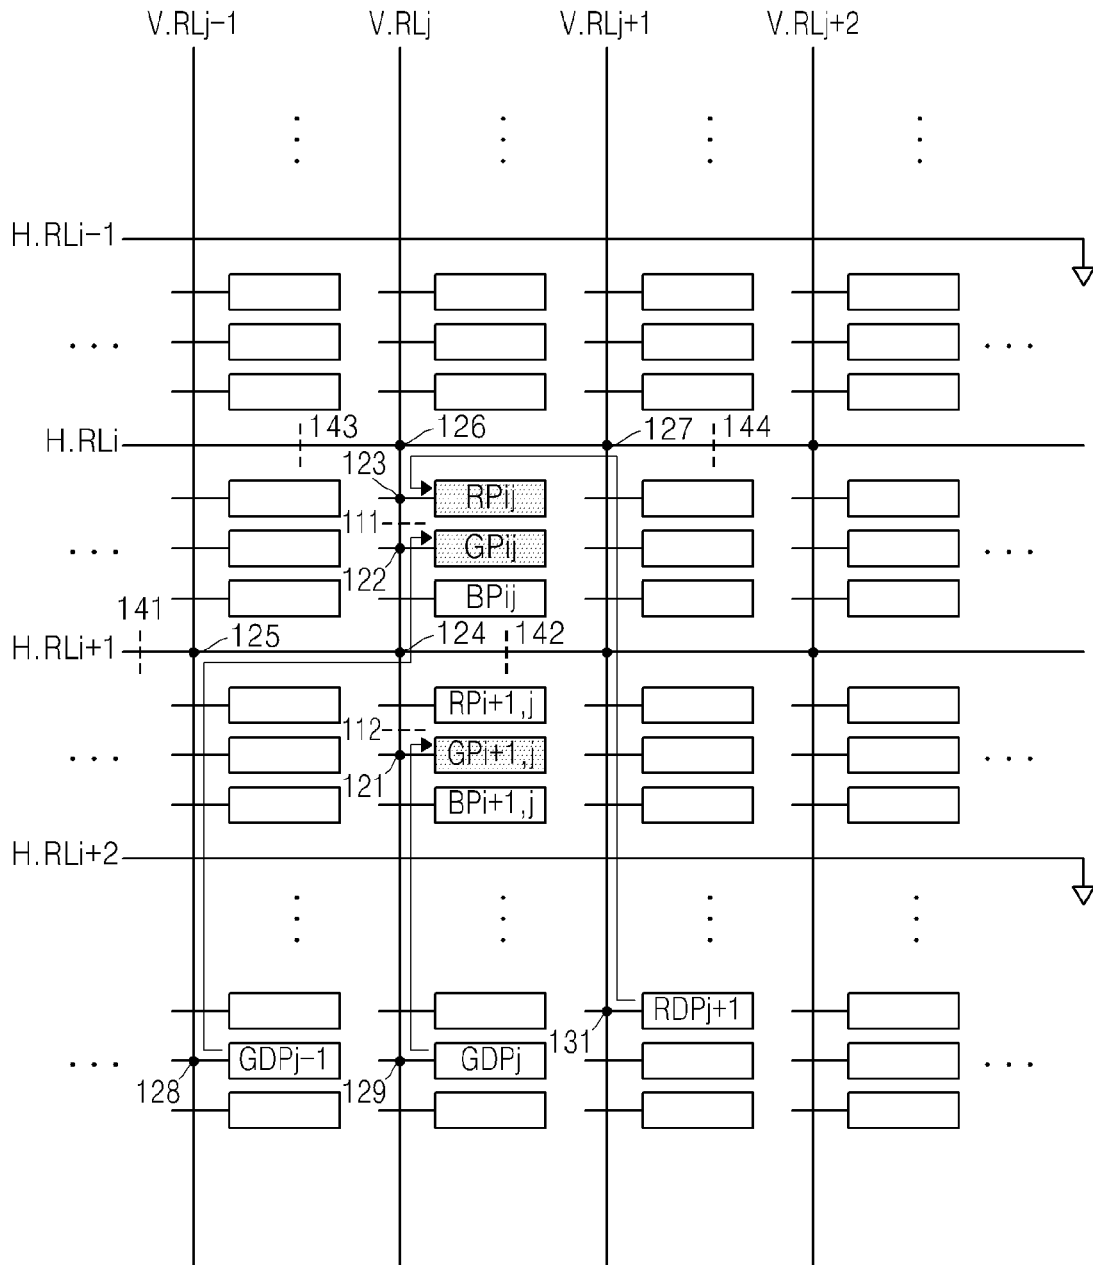 V.RLj-1 V.RLj V.RLj+1 V.RLj+2
H.RLi-1
H.RLi 143 126 127 144
123
RPij
111
GPij
122
BPij
141
H.RLi+1 125 124 142
RPi+1,j
112
GPi+1,j
121
BPi+1,j
H.RLi+2
RDPj+1
131
GDPj-1 GDPj
128 129